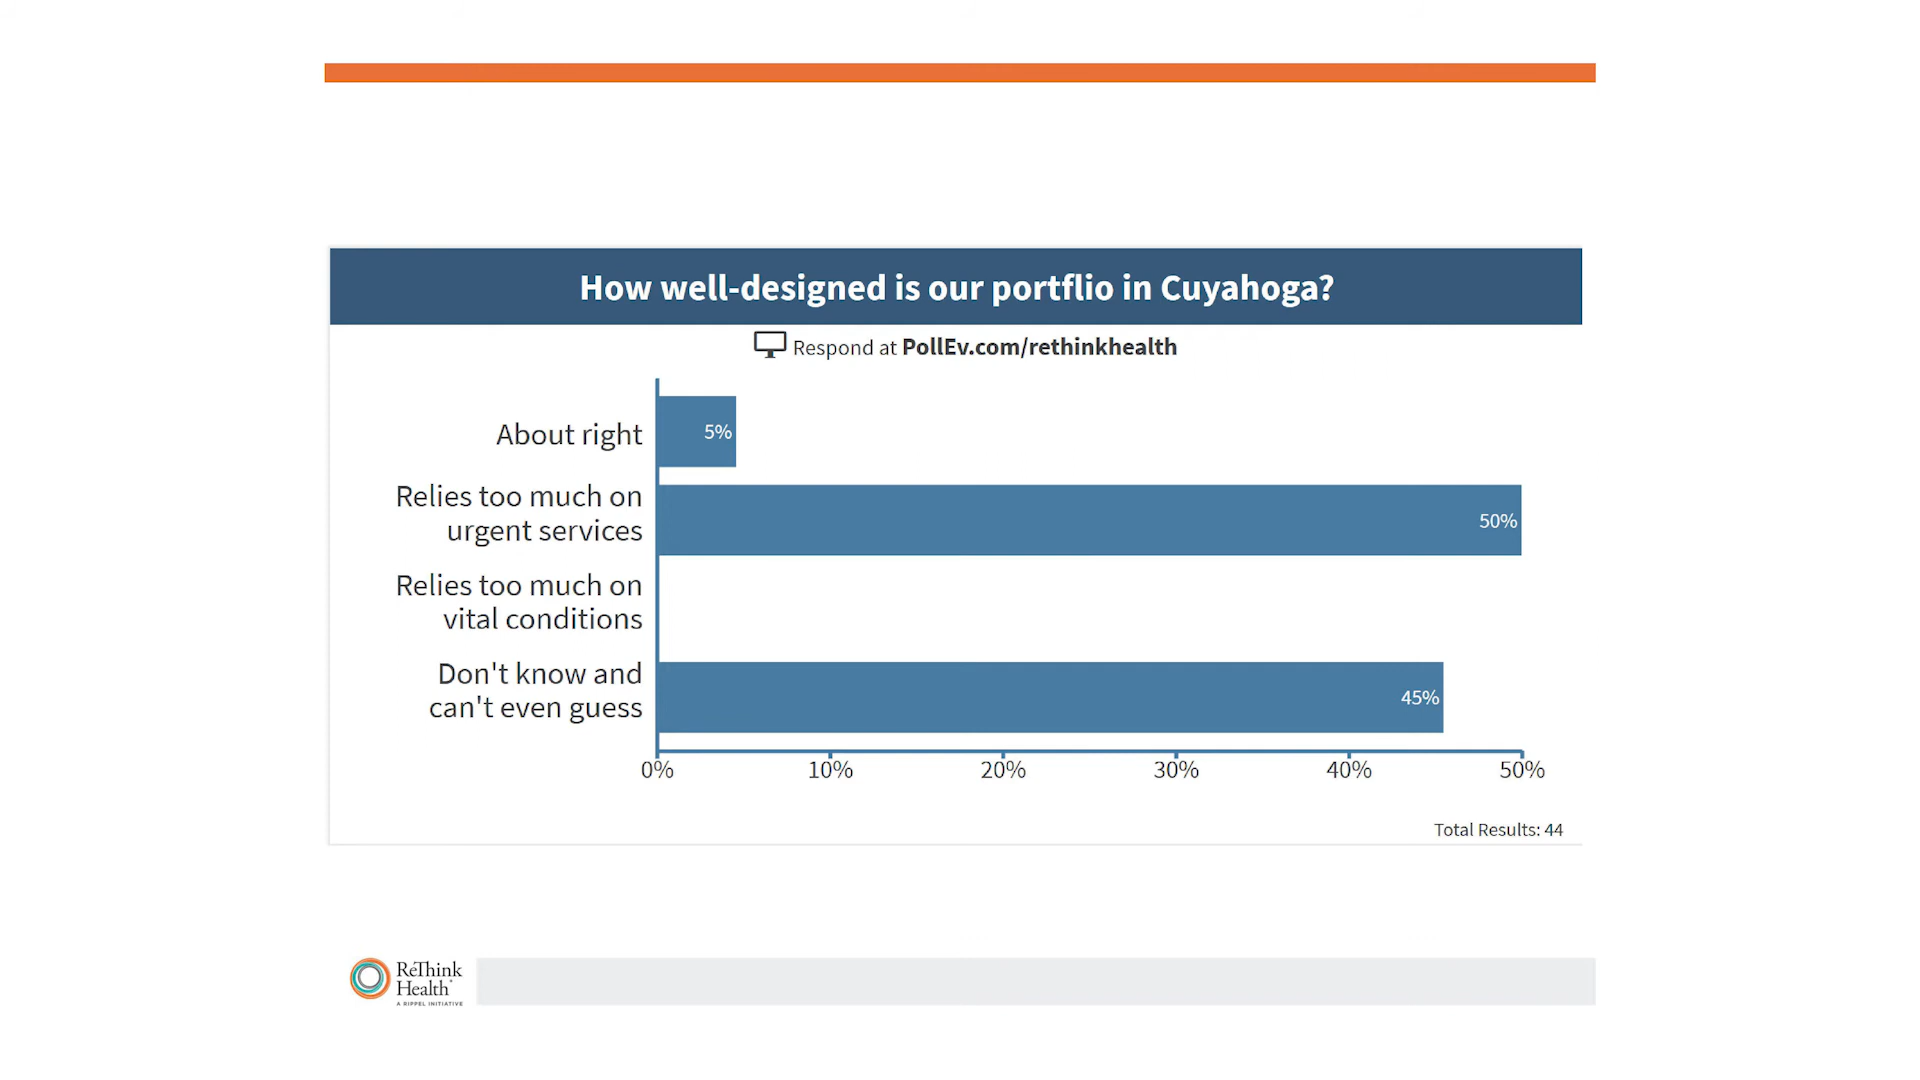 How well-designed is our portflio in Cuyahoga?
Respond at PollEv.com/rethinkhealth
About right
5%
Relies too much on
urgent services
50%
Relies too much on
vital conditions
Don't know and
can't even guess
45%
0% 10% 20% 30% 40% 50%
Total Results: 44
ReThink
Health
A RIPPEL INITIATIVE